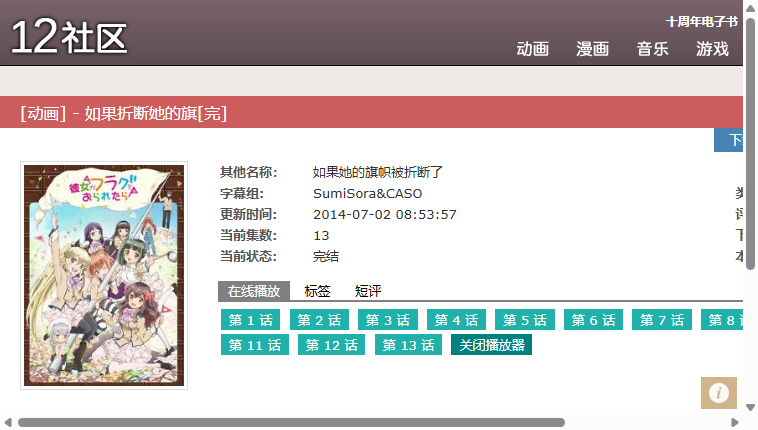 十周年电子书
12社区
动画 漫画 音乐 游戏
[动画] - 如果折断她的旗[完]
彼女がフラグを
おられたら
其他名称: 如果她的旗帜被折断了
字幕组: SumiSora&CASO
更新时间: 2014-07-02 08:53:57
当前集数: 13
当前状态: 完结
在线播放 标签 短评
第 1 话 第 2 话 第 3 话 第 4 话 第 5 话 第 6 话 第 7 话 第 8
第 11 话 第 12 话 第 13 话 关闭播放器